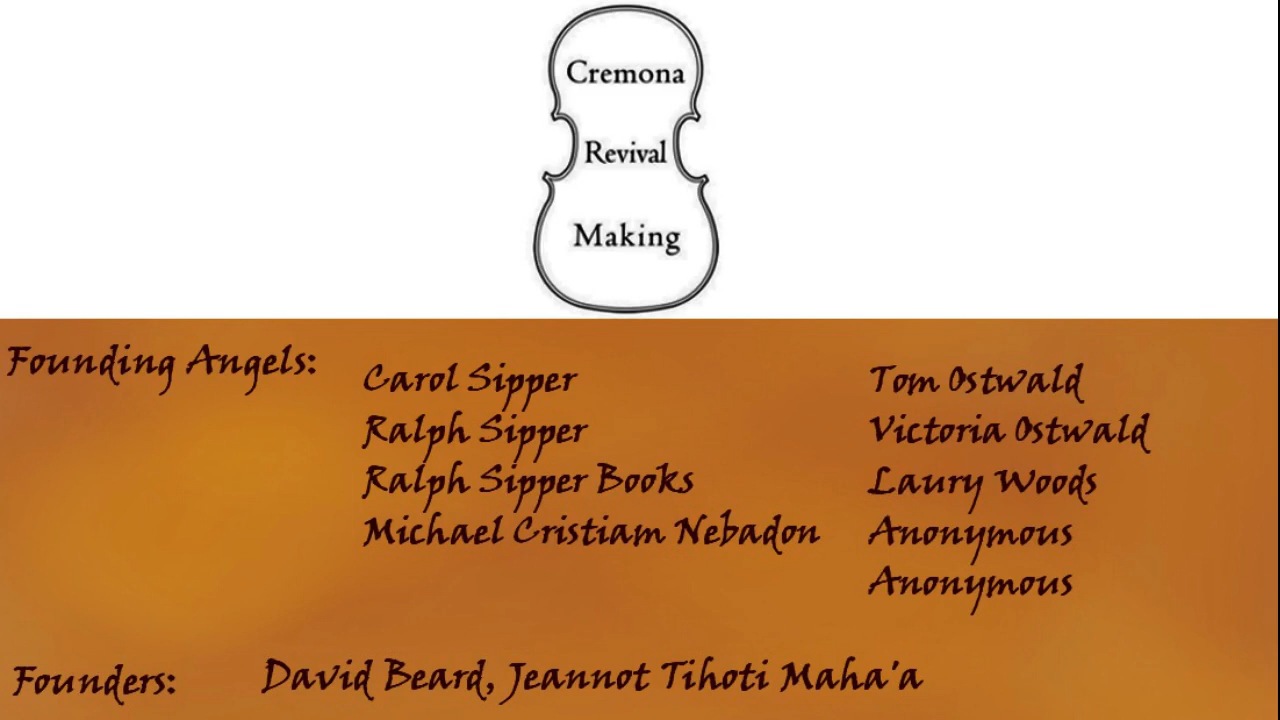 Cremona
Revival
Making
Founding Angels:
Carol Sipper
Ralph Sipper
Ralph Sipper Books
Michael Cristiam Nebadon
Tom Ostwald
Victoria Ostwald
Laury Woods
Anonymous
Anonymous
Founders: David Beard, Jeannot Tihoti Maha'a